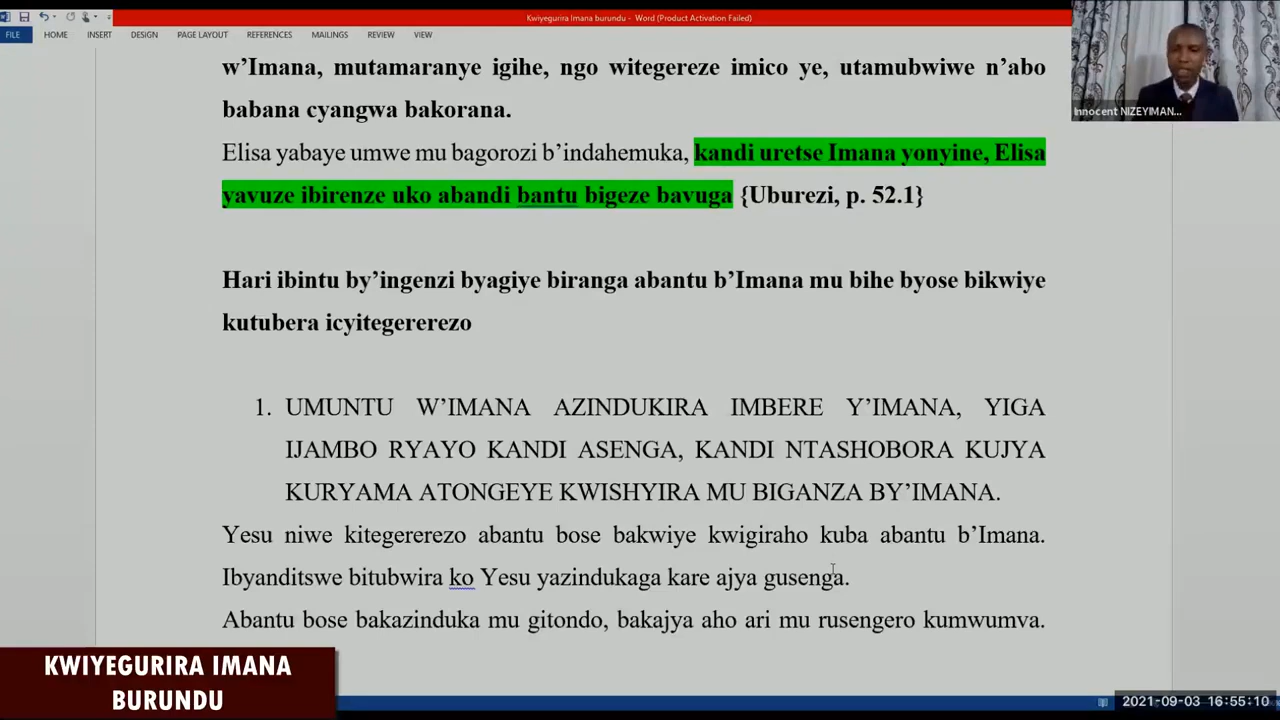 Kwiyegurira Imana burundu - Word (Product Activation Failed)
FILE HOME INSERT DESIGN PAGE LAYOUT REFERENCES MAILINGS REVIEW VIEW
Innocent NIZEYIMAN...
w’Imana, mutamaranye igihe, ngo witegereze imico ye, utamubwiwe n’abo
babana cyangwa bakorana.
Elisa yabaye umwe mu bagorozi b’indahemuka, kandi uretse Imana yonyine, Elisa
yavuze ibirenze uko abandi bantu bigeze bavuga {Uburezi, p. 52.1}
Hari ibintu by’ingenzi byagiye biranga abantu b’Imana mu bihe byose bikwiye
kutubera icyitegererezo
1. UMUNTU W’IMANA AZINDUKIRA IMBERE Y’IMANA, YIGA
IJAMBO RYAYO KANDI ASENGA, KANDI NTASHOBORA KUJYA
KURYAMA ATONGEYE KWISHYIRA MU BIGANZA BY’IMANA.
Yesu niwe kitegererezo abantu bose bakwiye kwigiraho kuba abantu b’Imana.
Ibyanditswe bitubwira ko Yesu yazindukaga kare ajya gusenga.
Abantu bose bakazinduka mu gitondo, bakajya aho ari mu rusengero kumwumva.
KWIYEGURIRA IMANA
BURUNDU
2021-09-03 16:55:10